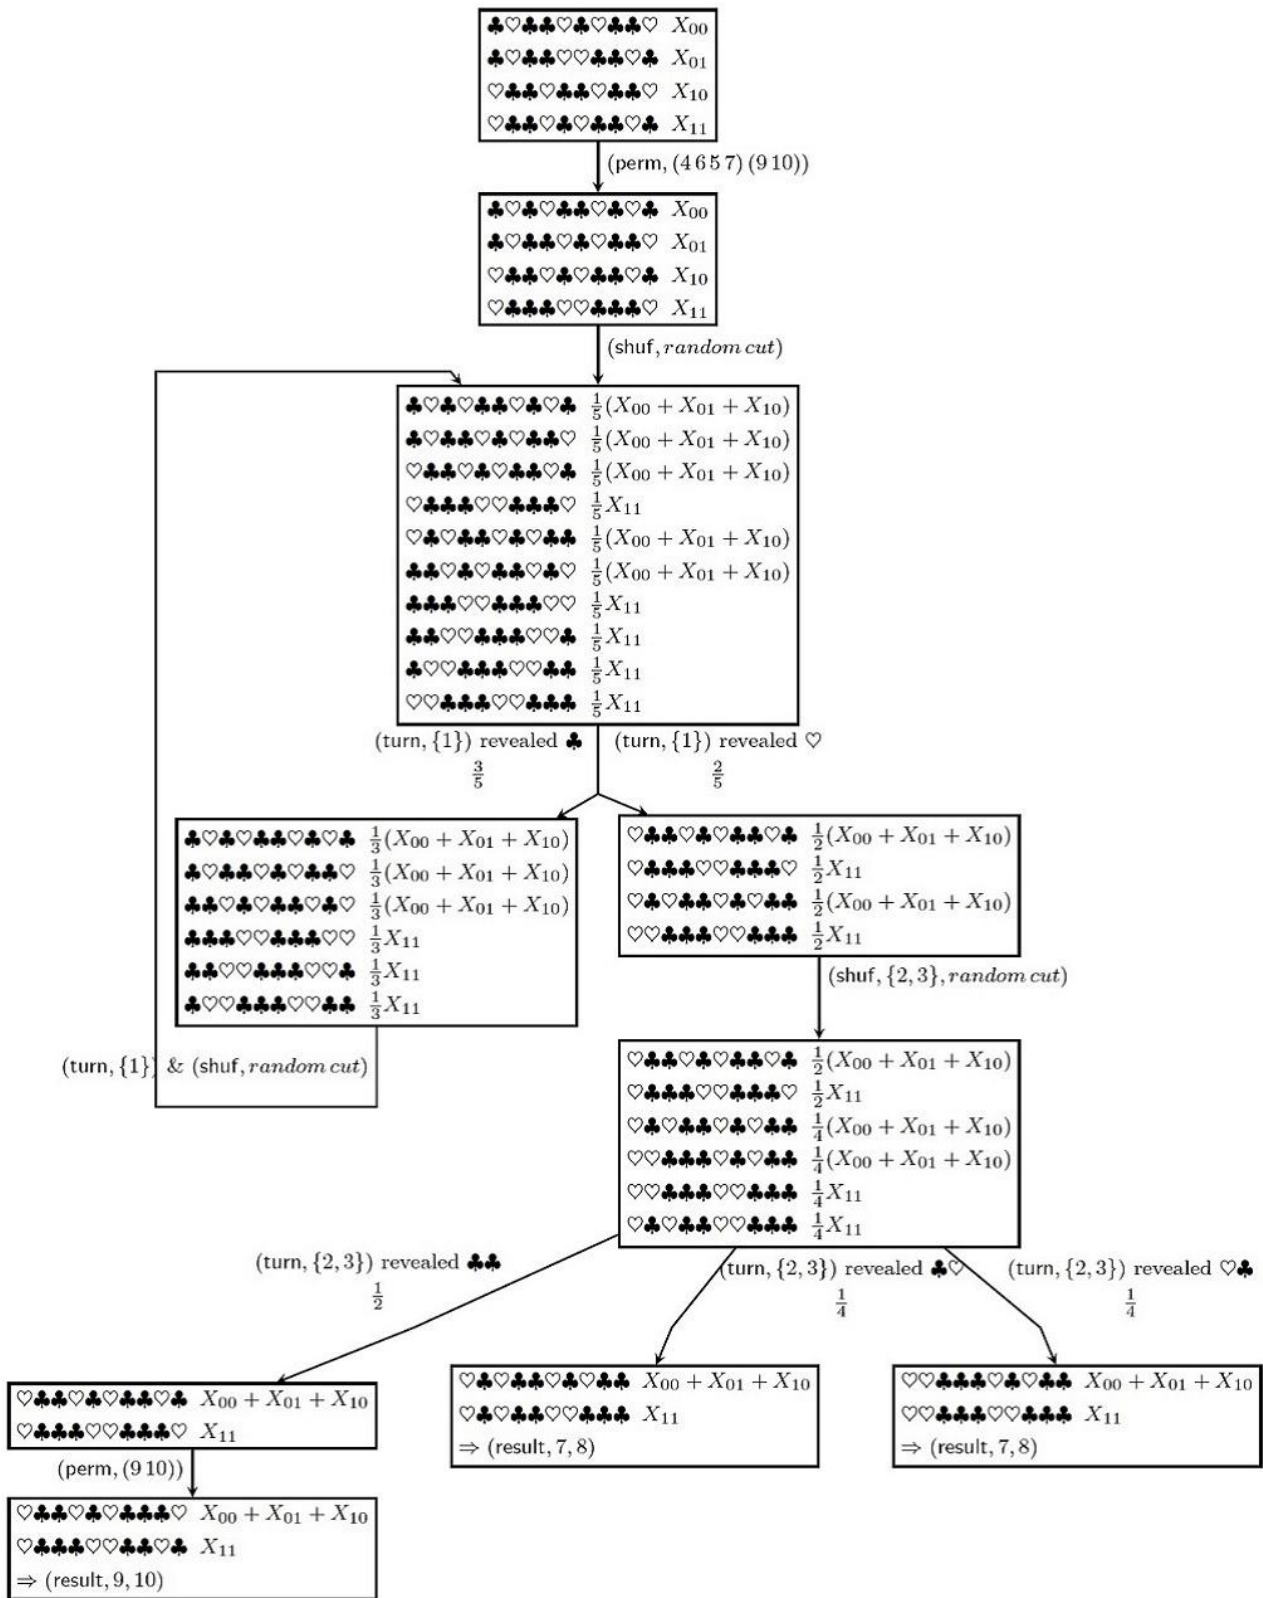 ♣♡♣♣♡♣♡♣♣♡ X₀₀
♣♡♣♣♡♡♣♣♡♣ X₀₁
♡♣♣♡♣♣♡♣♣♡ X₁₀
♡♣♣♡♣♡♣♣♡♣ X₁₁
(perm, (4 6 5 7) (9 10))
♣♡♣♡♣♣♡♣♡♣ X₀₀
♣♡♣♣♡♣♡♣♣♡ X₀₁
♡♣♣♡♣♡♣♣♡♣ X₁₀
♡♣♣♣♡♡♣♣♣♡ X₁₁
(shuf, random cut)
♣♡♣♡♣♣♡♣♡♣ 1/5(X₀₀ + X₀₁ + X₁₀)
♣♡♣♣♡♣♡♣♣♡ 1/5(X₀₀ + X₀₁ + X₁₀)
♡♣♣♡♣♡♣♣♡♣ 1/5(X₀₀ + X₀₁ + X₁₀)
♡♣♣♣♡♡♣♣♣♡ 1/5X₁₁
♡♣♡♣♣♡♣♡♣♣ 1/5(X₀₀ + X₀₁ + X₁₀)
♣♣♡♣♡♣♣♡♣♡ 1/5(X₀₀ + X₀₁ + X₁₀)
♣♣♣♡♡♣♣♣♡♡ 1/5X₁₁
♣♣♡♡♣♣♣♡♡♣ 1/5X₁₁
♣♡♡♣♣♣♡♡♣♣ 1/5X₁₁
♡♡♣♣♣♡♡♣♣♣ 1/5X₁₁
(turn, {1}) revealed ♣ 3/5
(turn, {1}) revealed ♡ 2/5
♣♡♣♡♣♣♡♣♡♣ 1/3(X₀₀ + X₀₁ + X₁₀)
♣♡♣♣♡♣♡♣♣♡ 1/3(X₀₀ + X₀₁ + X₁₀)
♣♣♡♣♡♣♣♡♣♡ 1/3(X₀₀ + X₀₁ + X₁₀)
♣♣♣♡♡♣♣♣♡♡ 1/3X₁₁
♣♣♡♡♣♣♣♡♡♣ 1/3X₁₁
♣♡♡♣♣♣♡♡♣♣ 1/3X₁₁
(turn, {1}) & (shuf, random cut)
♡♣♣♡♣♡♣♣♡♣ 1/2(X₀₀ + X₀₁ + X₁₀)
♡♣♣♣♡♡♣♣♣♡ 1/2X₁₁
♡♣♡♣♣♡♣♡♣♣ 1/2(X₀₀ + X₀₁ + X₁₀)
♡♡♣♣♣♡♡♣♣♣ 1/2X₁₁
(shuf, {2, 3}, random cut)
♡♣♣♡♣♡♣♣♡♣ 1/2(X₀₀ + X₀₁ + X₁₀)
♡♣♣♣♡♡♣♣♣♡ 1/2X₁₁
♡♣♡♣♣♡♣♡♣♣ 1/4(X₀₀ + X₀₁ + X₁₀)
♡♡♣♣♣♡♣♡♣♣ 1/4(X₀₀ + X₀₁ + X₁₀)
♡♡♣♣♣♡♡♣♣♣ 1/4X₁₁
♡♣♡♣♣♡♡♣♣♣ 1/4X₁₁
(turn, {2, 3}) revealed ♣♣ 1/2
(turn, {2, 3}) revealed ♣♡ 1/4
(turn, {2, 3}) revealed ♡♣ 1/4
♡♣♣♡♣♡♣♣♡♣ X₀₀ + X₀₁ + X₁₀
♡♣♣♣♡♡♣♣♣♡ X₁₁
(perm, (9 10))
♡♣♣♡♣♡♣♣♣♡ X₀₀ + X₀₁ + X₁₀
♡♣♣♣♡♡♣♣♡♣ X₁₁
⇒ (result, 9, 10)
♡♣♡♣♣♡♣♡♣♣ X₀₀ + X₀₁ + X₁₀
♡♣♡♣♣♡♡♣♣♣ X₁₁
⇒ (result, 7, 8)
♡♡♣♣♣♡♣♡♣♣ X₀₀ + X₀₁ + X₁₀
♡♡♣♣♣♡♡♣♣♣ X₁₁
⇒ (result, 7, 8)